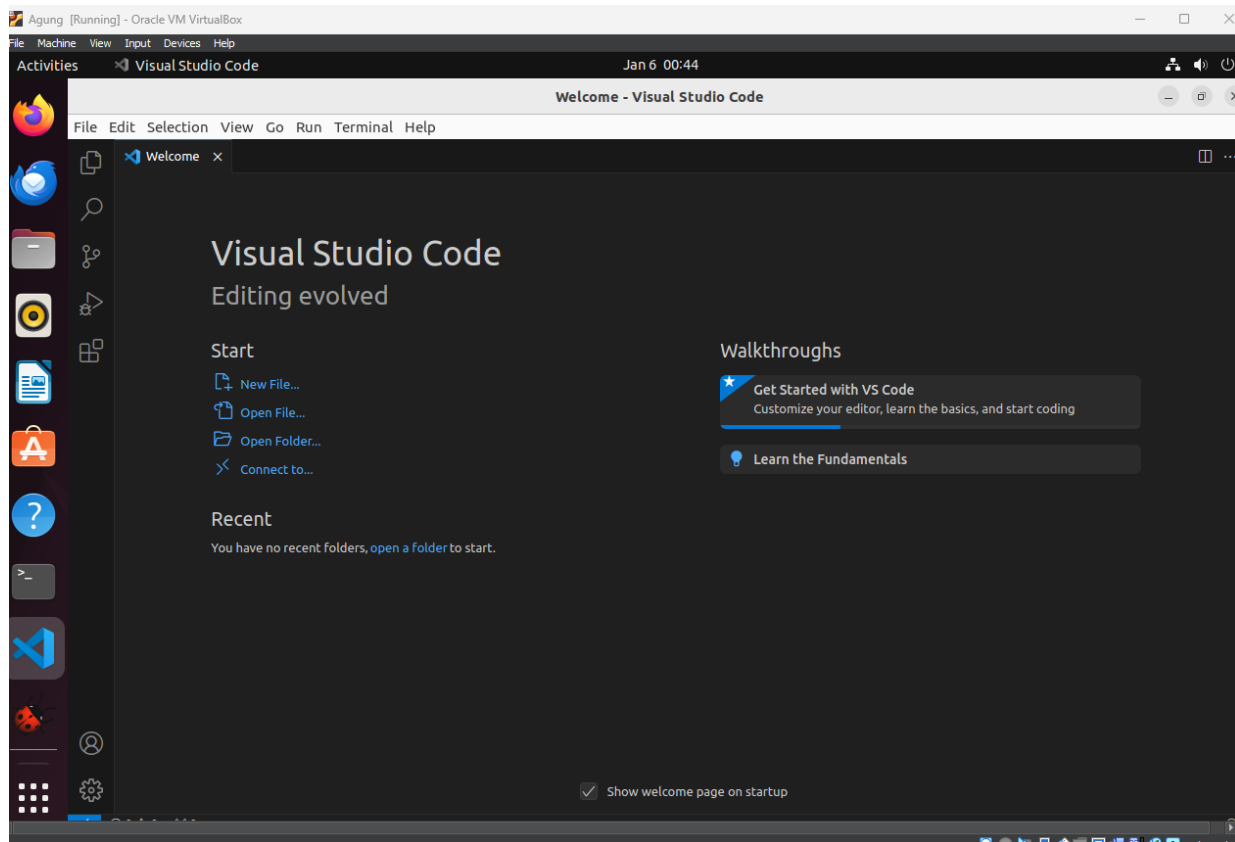 Agung [Running] - Oracle VM VirtualBox
File Machine View Input Devices Help
Activities Visual Studio Code Jan 6 00:44
Welcome - Visual Studio Code
File Edit Selection View Go Run Terminal Help
Welcome
Visual Studio Code
Editing evolved
Start
New File...
Open File...
Open Folder...
Connect to...
Recent
You have no recent folders, open a folder to start.
Walkthroughs
Get Started with VS Code
Customize your editor, learn the basics, and start coding
Learn the Fundamentals
Show welcome page on startup